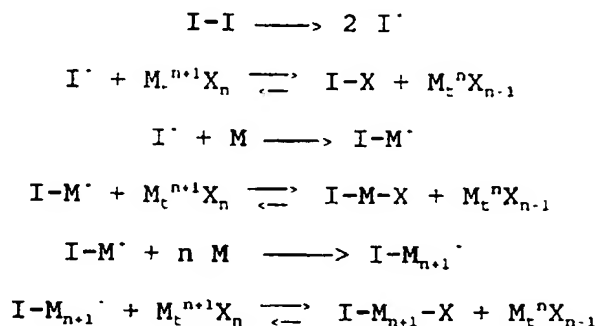 I-I ⟶ 2 I˙
I˙ + Mₜⁿ⁺¹Xₙ ⇌ I-X + MₜⁿXₙ₋₁
I˙ + M ⟶ I-M˙
I-M˙ + Mₜⁿ⁺¹Xₙ ⇌ I-M-X + MₜⁿXₙ₋₁
I-M˙ + n M ⟶ I-Mₙ₊₁˙
I-Mₙ₊₁˙ + Mₜⁿ⁺¹Xₙ ⇌ I-Mₙ₊₁-X + MₜⁿXₙ₋₁